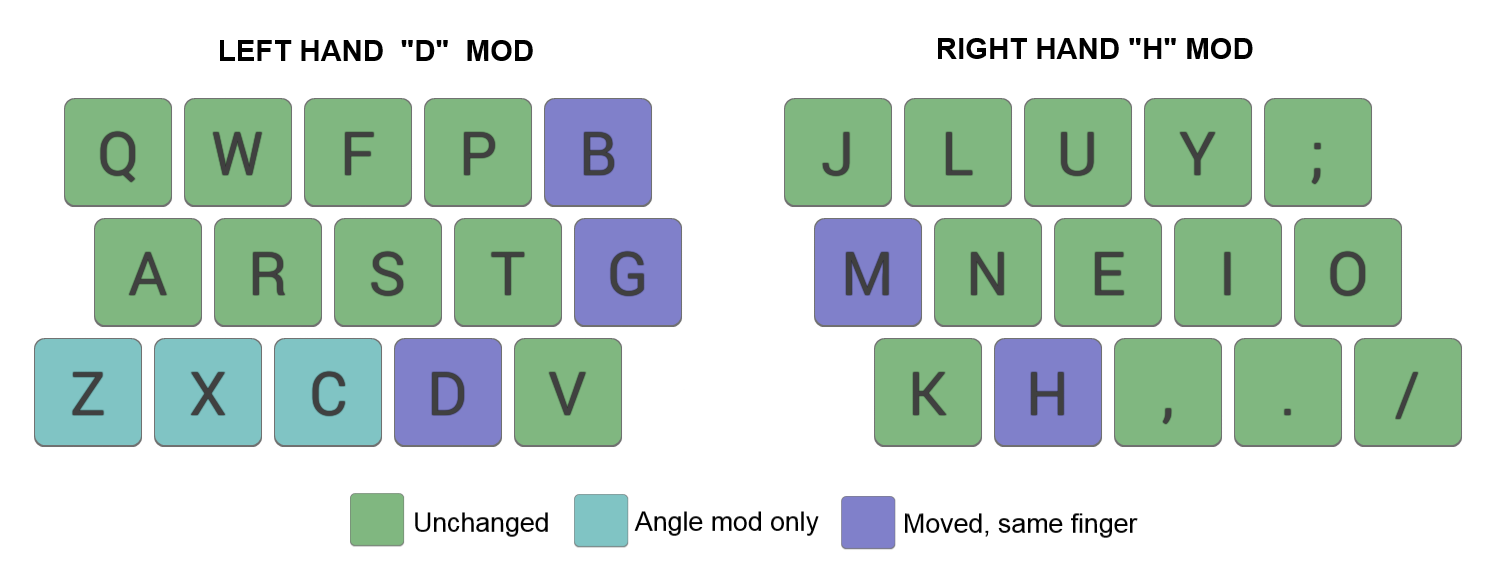 LEFT HAND "D" MOD
RIGHT HAND "H" MOD
Q W F P B
J L U Y ;
A R S T G
M N E I O
Z X C D V
K H , . /
Unchanged
Angle mod only
Moved, same finger